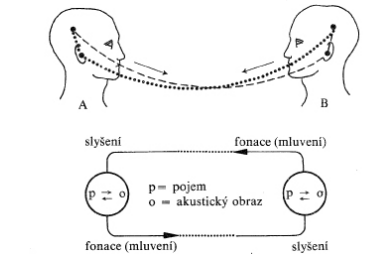 A B
slyšení fonace (mluvení)
p ⇄ o p = pojem p ⇄ o
o = akustický obraz
fonace (mluvení) slyšení